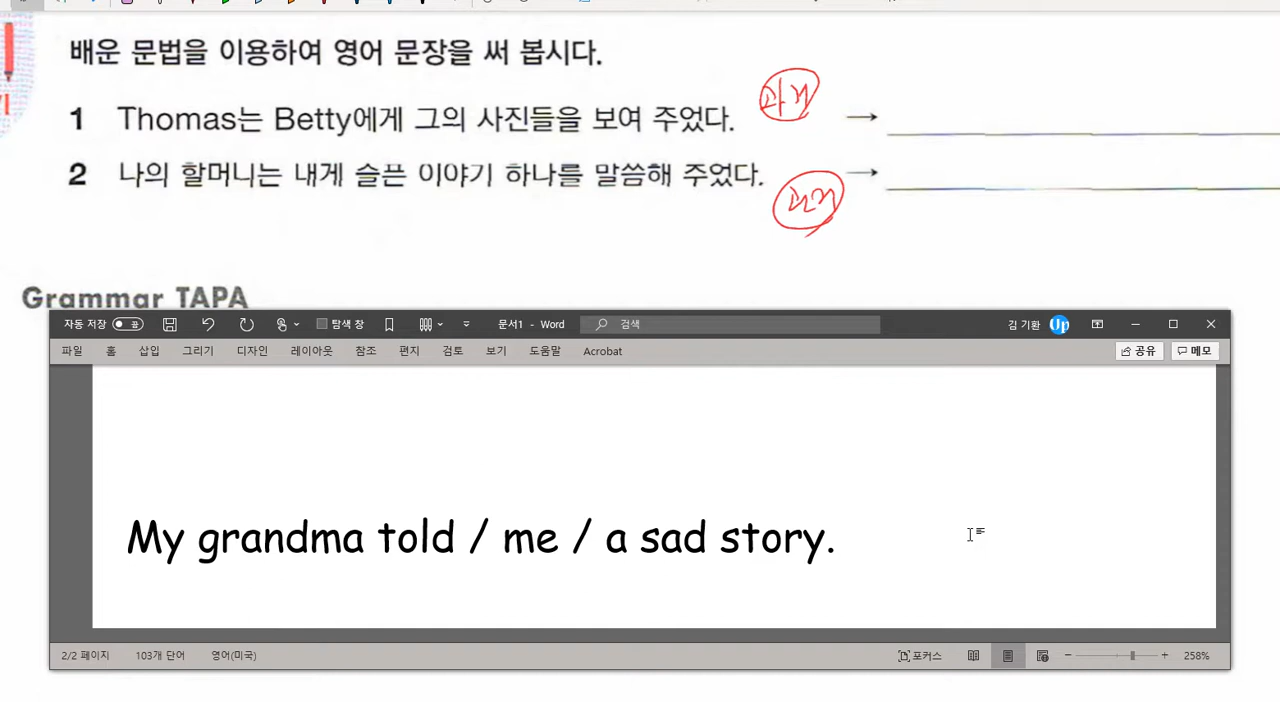 배운 문법을 이용하여 영어 문장을 써 봅시다.
1 Thomas는 Betty에게 그의 사진들을 보여 주었다. 과거 →
2 나의 할머니는 내게 슬픈 이야기 하나를 말씀해 주었다. 과거 →
Grammar TAPA
자동 저장 끔 탐색 창 문서1 - Word 검색 김 기환 Up
파일 홈 삽입 그리기 디자인 레이아웃 참조 편지 검토 보기 도움말 Acrobat 공유 메모
My grandma told / me / a sad story.
2/2 페이지 103개 단어 영어(미국) 포커스 258%